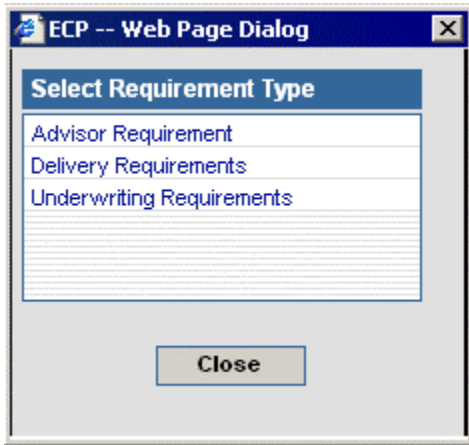 ECP -- Web Page Dialog
Select Requirement Type
Advisor Requirement
Delivery Requirements
Underwriting Requirements
Close